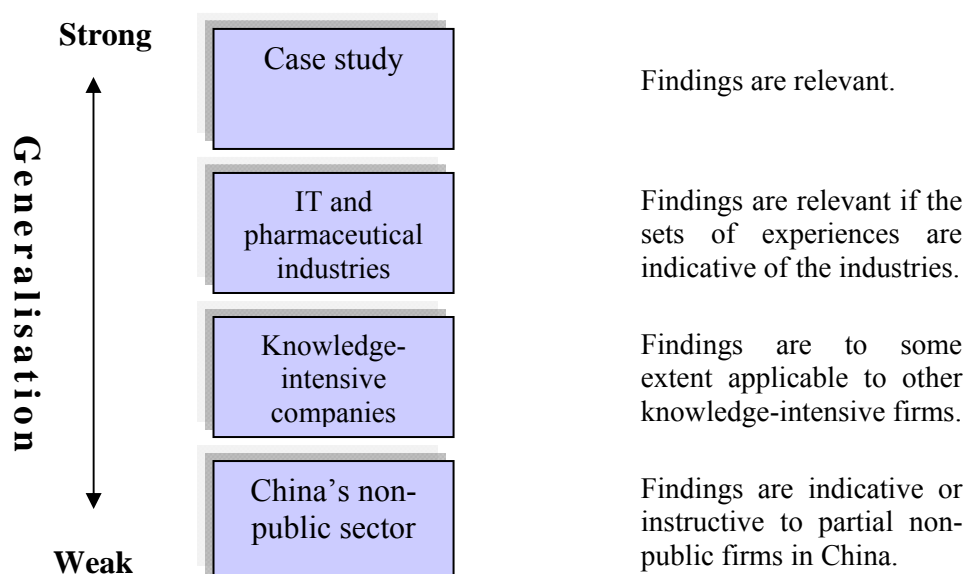 Strong
Case study
Findings are relevant.
Generalisation
IT and
pharmaceutical
industries
Findings are relevant if the
sets of experiences are
indicative of the industries.
Knowledge-
intensive
companies
Findings are to some
extent applicable to other
knowledge-intensive firms.
China’s non-
public sector
Findings are indicative or
instructive to partial non-
public firms in China.
Weak